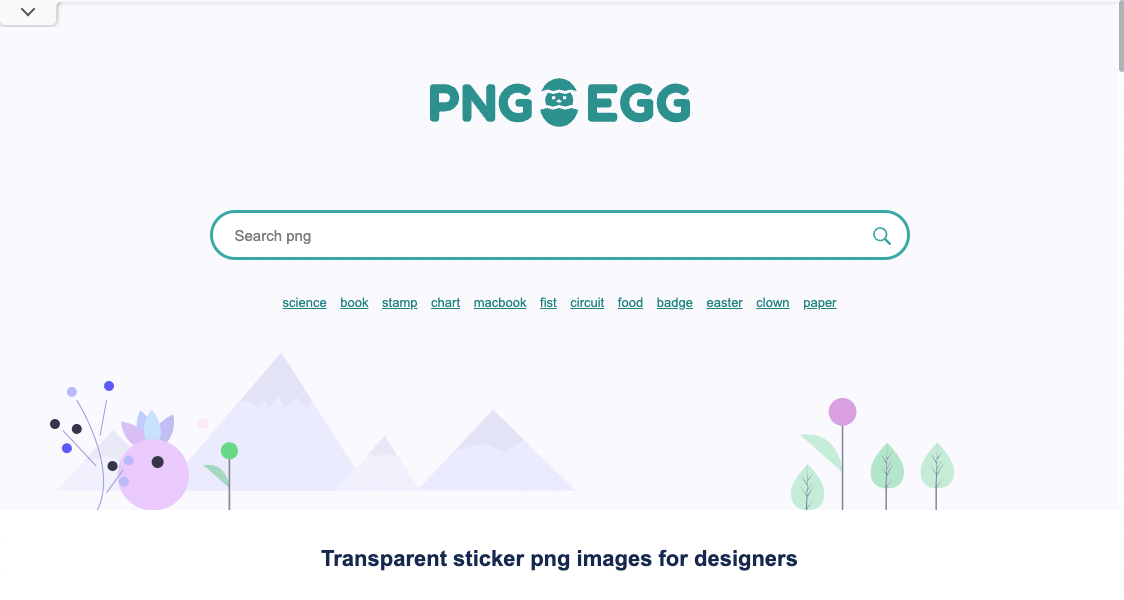 PNG EGG
Search png
science book stamp chart macbook fist circuit food badge easter clown paper
Transparent sticker png images for designers